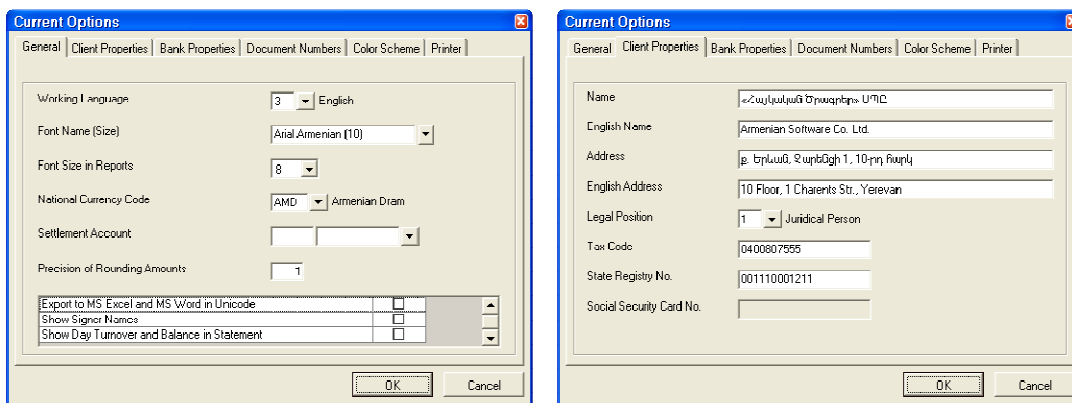 Current Options
General Client Properties Bank Properties Document Numbers Color Scheme Printer
Working Language 3 English
Font Name (Size) Arial Armenian (10)
Font Size in Reports 8
National Currency Code AMD Armenian Dram
Settlement Account
Precision of Rounding Amounts 1
Export to MS Excel and MS Word in Unicode
Show Signer Names
Show Day Turnover and Balance in Statement
OK Cancel
Current Options
General Client Properties Bank Properties Document Numbers Color Scheme Printer
Name «Հայկական Ծրագրեր» ՍՊԸ
English Name Armenian Software Co. Ltd.
Address ք. Երևան, Չարենցի 1, 10-րդ հարկ
English Address 10 Floor, 1 Charents Str., Yerevan
Legal Position 1 Juridical Person
Tax Code 0400807555
State Registry No. 001110001211
Social Security Card No.
OK Cancel